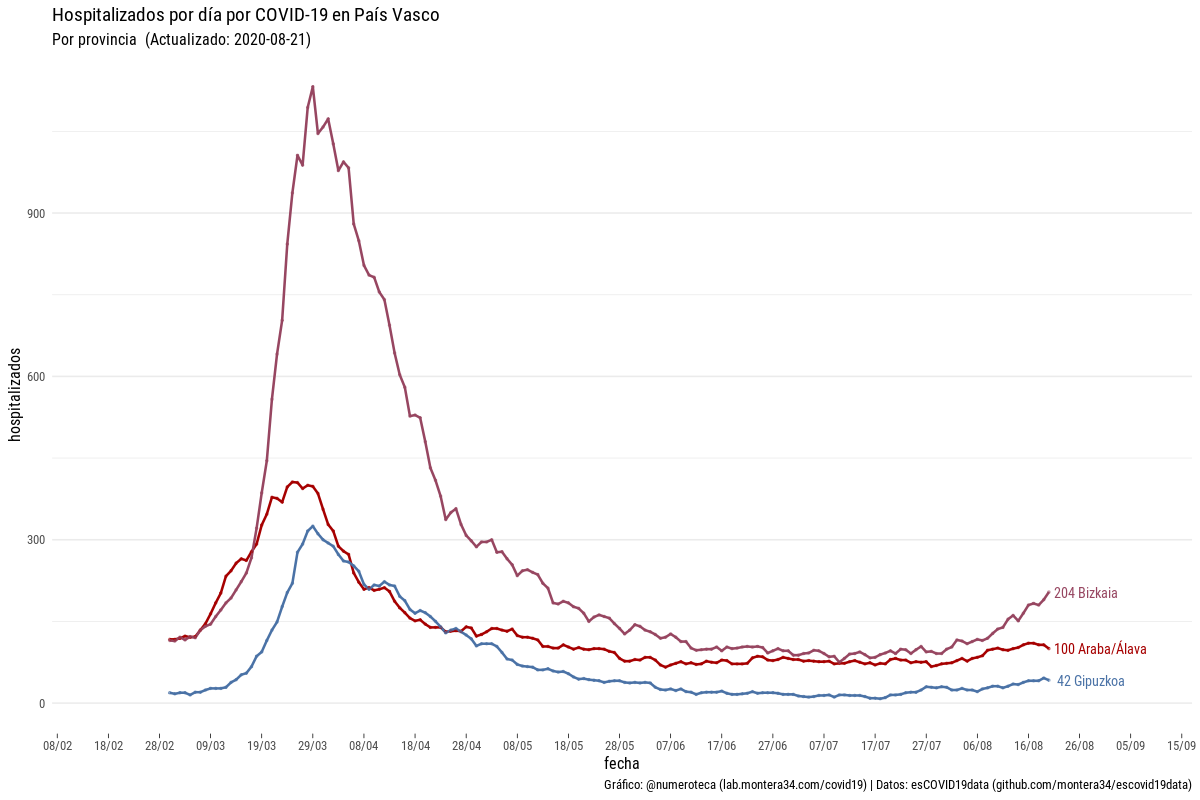 Hospitalizados por día por COVID-19 en País Vasco
Por provincia  (Actualizado: 2020-08-21)
hospitalizados
900
600
300
0
204 Bizkaia
100 Araba/Álava
42 Gipuzkoa
08/02 18/02 28/02 09/03 19/03 29/03 08/04 18/04 28/04 08/05 18/05 28/05 07/06 17/06 27/06 07/07 17/07 27/07 06/08 16/08 26/08 05/09 15/09
fecha
Gráfico: @numeroteca (lab.montera34.com/covid19) | Datos: esCOVID19data (github.com/montera34/escovid19data)